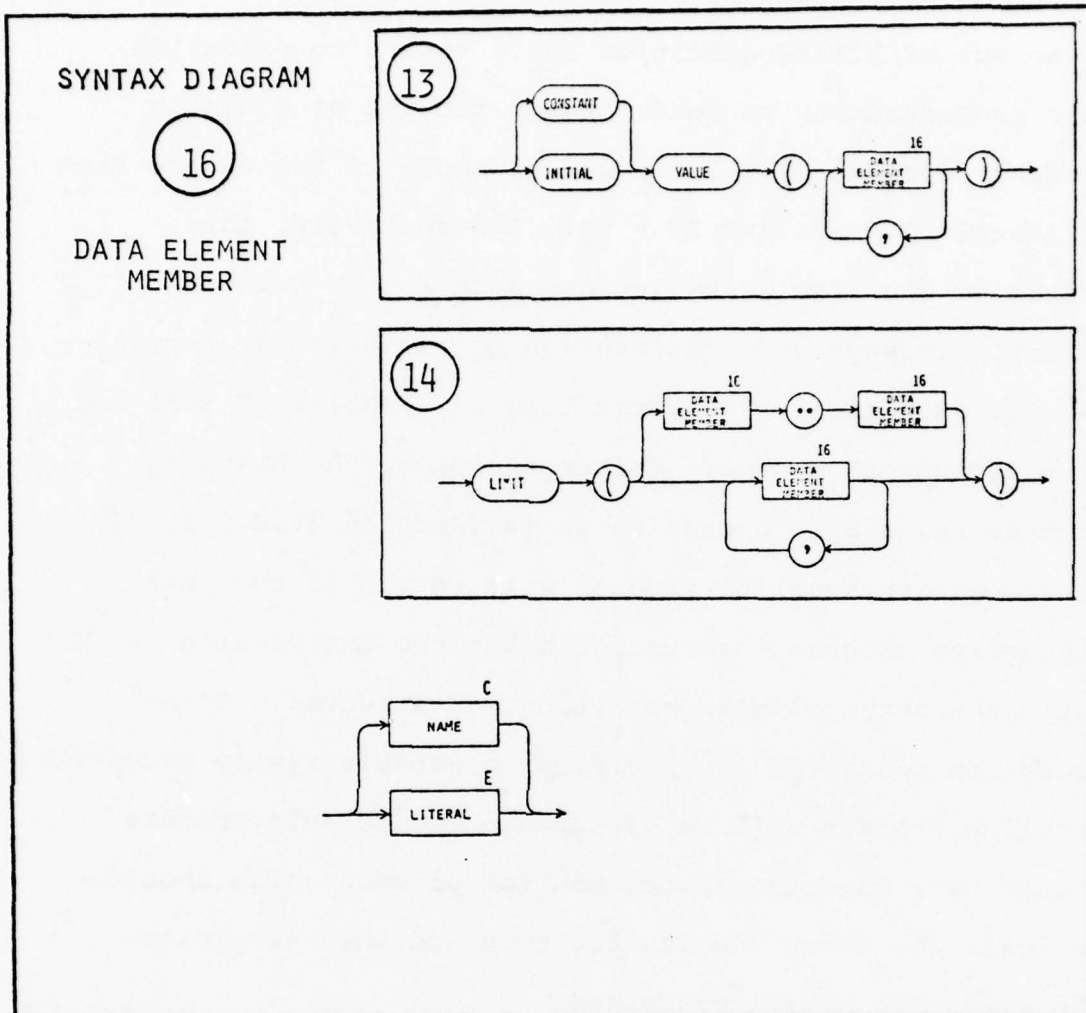 SYNTAX DIAGRAM
16
DATA ELEMENT
MEMBER
13
CONSTANT
INITIAL
VALUE
(
16
DATA
ELEMENT
MEMBER
,
)
14
LIMIT
(
16
DATA
ELEMENT
MEMBER
..
16
DATA
ELEMENT
MEMBER
16
DATA
ELEMENT
MEMBER
,
)
C
NAME
E
LITERAL